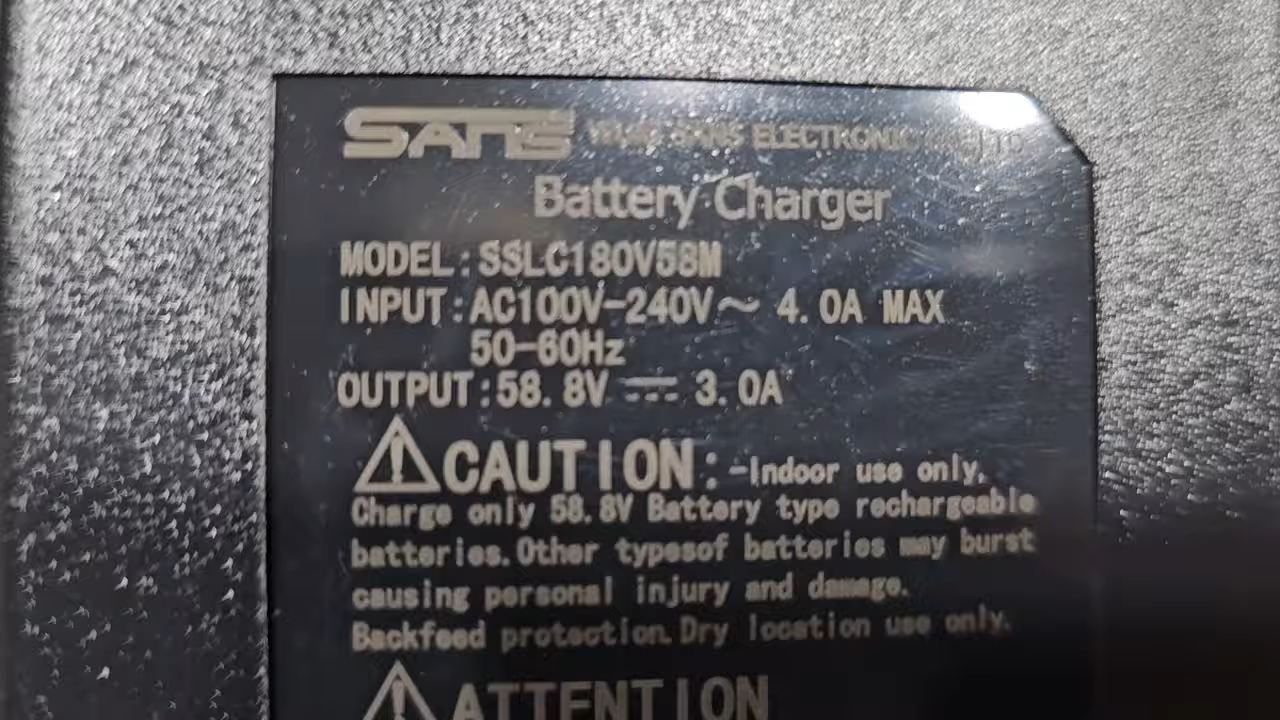 SANS SANS ELECTRONIC
Battery Charger
MODEL:SSLC180V58M
INPUT:AC100V-240V～ 4.0A MAX
50-60Hz
OUTPUT:58.8V ⎓ 3.0A
CAUTION:-Indoor use only.
Charge only 58.8V Battery type rechargeable
batteries.Other typesof batteries may burst
causing personal injury and damage.
Backfeed protection.Dry location use only.
ATTENTION